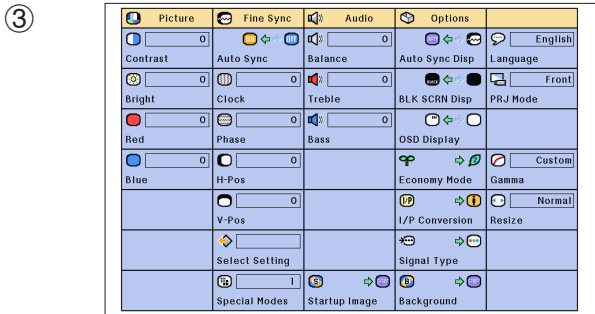 ③
Picture Fine Sync Audio Options
0 ON OFF 0 English
Contrast Auto Sync Balance Auto Sync Disp Language
0 0 0 Front
Bright Clock Treble BLK SCRN Disp PRJ Mode
0 0 0
Red Phase Bass OSD Display
0 0 Custom
Blue H-Pos Economy Mode Gamma
0 I/P Normal
V-Pos I/P Conversion Resize
Select Setting Signal Type
1 S B
Special Modes Startup Image Background